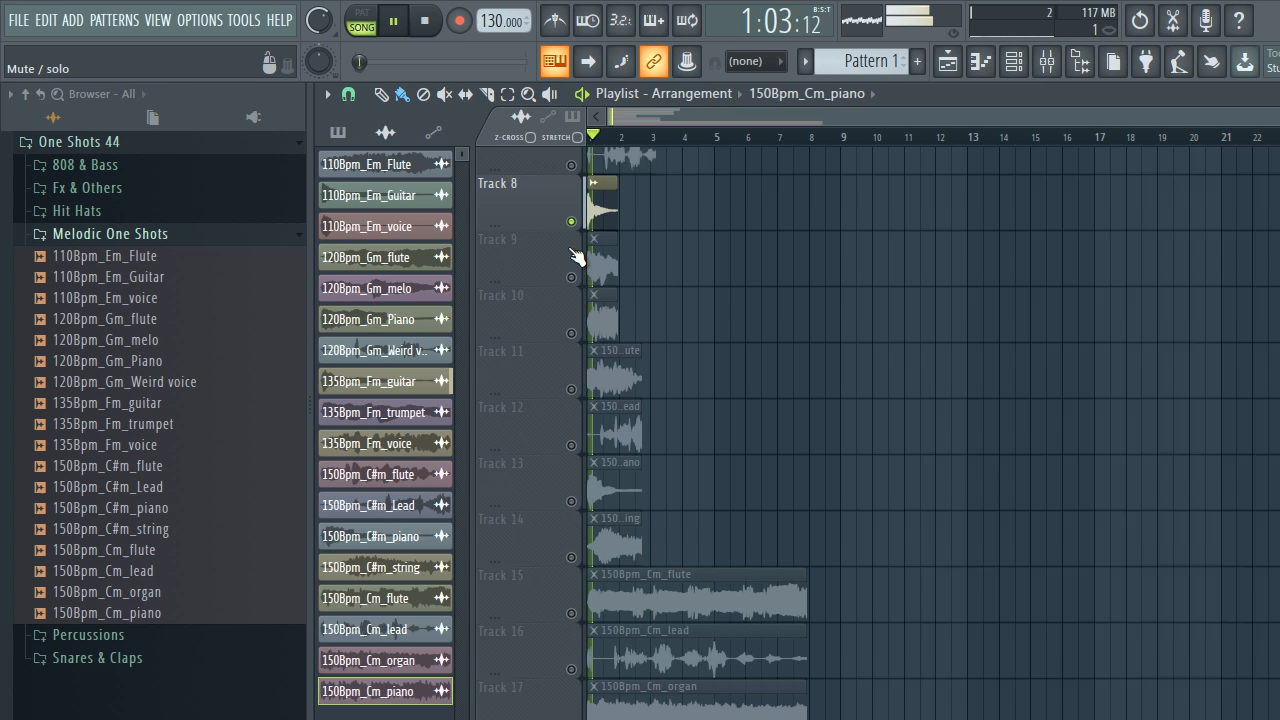 FILE EDIT ADD PATTERNS VIEW OPTIONS TOOLS HELP
PAT
SONG
130.000
3.2.
1:03:12
B:S:T
2
117 MB
1
Mute / solo
(none)
Pattern 1
Browser - All
Playlist - Arrangement
150Bpm_Cm_piano
Z-CROSS
STRETCH
2 3 4 5 6 7 8 9 10 11 12 13 14 15 16 17 18 19 20 21 22
One Shots 44
808 & Bass
Fx & Others
Hit Hats
Melodic One Shots
110Bpm_Em_Flute
110Bpm_Em_Guitar
110Bpm_Em_voice
120Bpm_Gm_flute
120Bpm_Gm_melo
120Bpm_Gm_Piano
120Bpm_Gm_Weird voice
135Bpm_Fm_guitar
135Bpm_Fm_trumpet
135Bpm_Fm_voice
150Bpm_C#m_flute
150Bpm_C#m_Lead
150Bpm_C#m_piano
150Bpm_C#m_string
150Bpm_Cm_flute
150Bpm_Cm_lead
150Bpm_Cm_organ
150Bpm_Cm_piano
Percussions
Snares & Claps
110Bpm_Em_Flute
110Bpm_Em_Guitar
110Bpm_Em_voice
120Bpm_Gm_flute
120Bpm_Gm_melo
120Bpm_Gm_Piano
120Bpm_Gm_Weird v..
135Bpm_Fm_guitar
135Bpm_Fm_trumpet
135Bpm_Fm_voice
150Bpm_C#m_flute
150Bpm_C#m_Lead
150Bpm_C#m_piano
150Bpm_C#m_string
150Bpm_Cm_flute
150Bpm_Cm_lead
150Bpm_Cm_organ
150Bpm_Cm_piano
Track 8
Track 9
Track 10
Track 11
150..ute
Track 12
150..ead
Track 13
150..ano
Track 14
150..ing
Track 15
150Bpm_Cm_flute
Track 16
150Bpm_Cm_lead
Track 17
150Bpm_Cm_organ